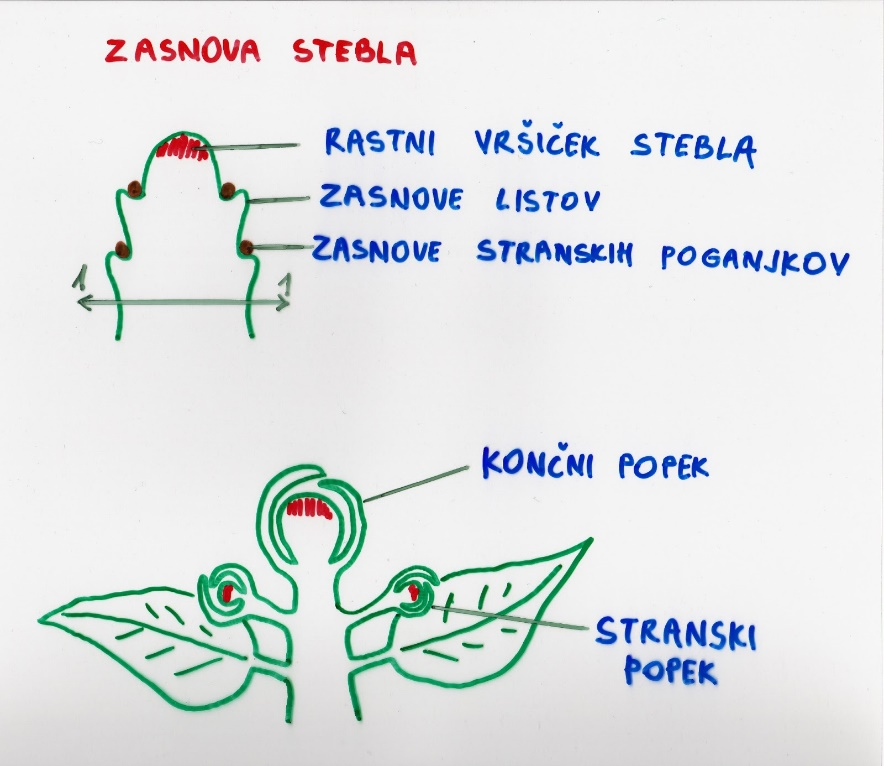 ZASNOVA STEBLA
RASTNI VRŠIČEK STEBLA
ZASNOVE LISTOV
ZASNOVE STRANSKIH POGANJKOV
1 1
KONČNI POPEK
STRANSKI
POPEK